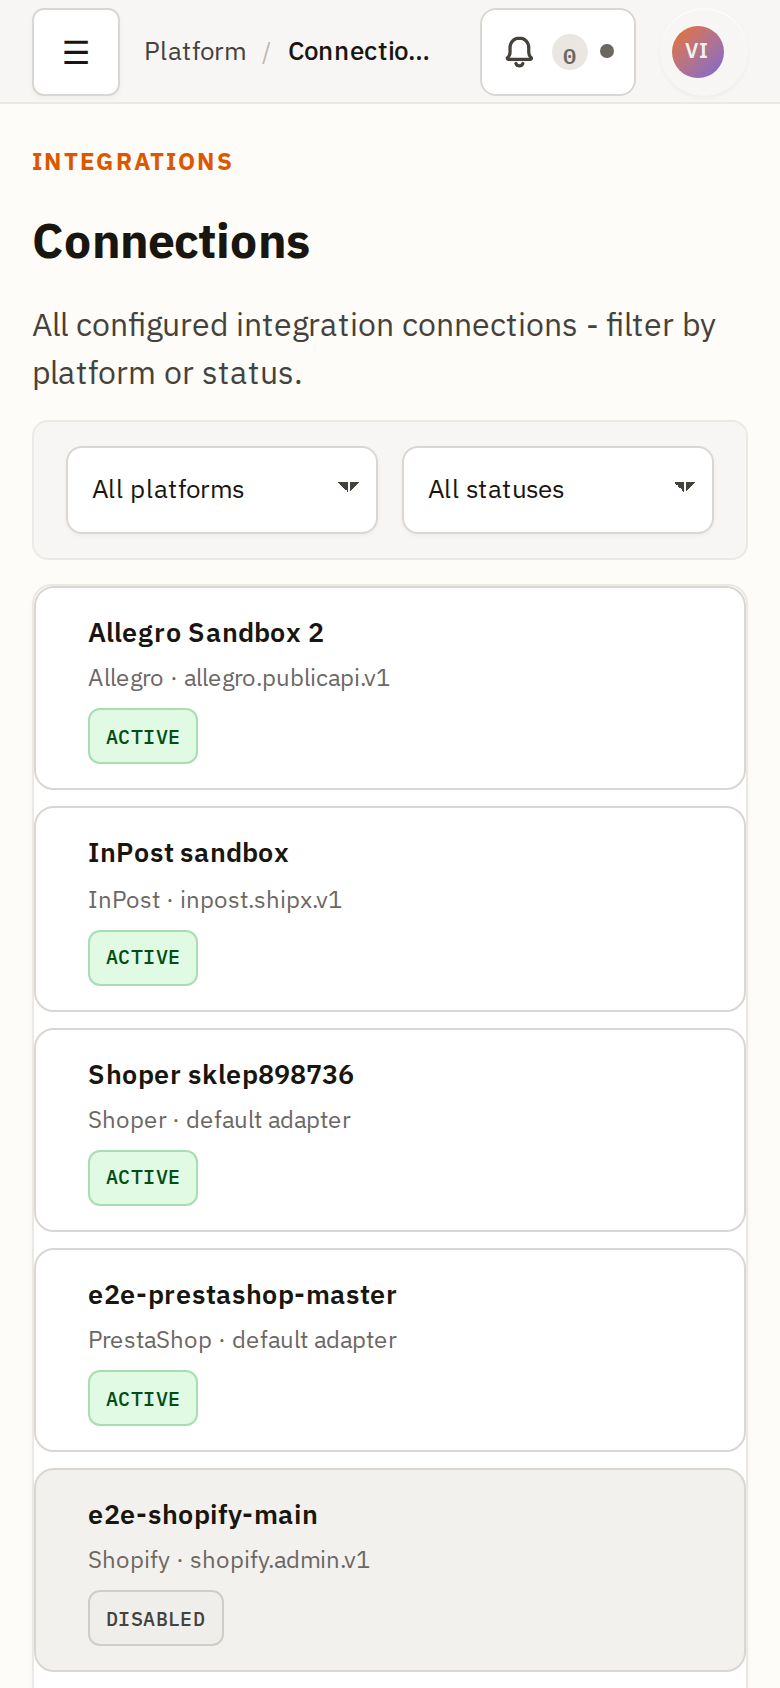 ☰ Platform / Connectio... 0 VI
INTEGRATIONS
Connections
All configured integration connections - filter by
platform or status.
All platforms All statuses
Allegro Sandbox 2
Allegro · allegro.publicapi.v1
ACTIVE
InPost sandbox
InPost · inpost.shipx.v1
ACTIVE
Shoper sklep898736
Shoper · default adapter
ACTIVE
e2e-prestashop-master
PrestaShop · default adapter
ACTIVE
e2e-shopify-main
Shopify · shopify.admin.v1
DISABLED